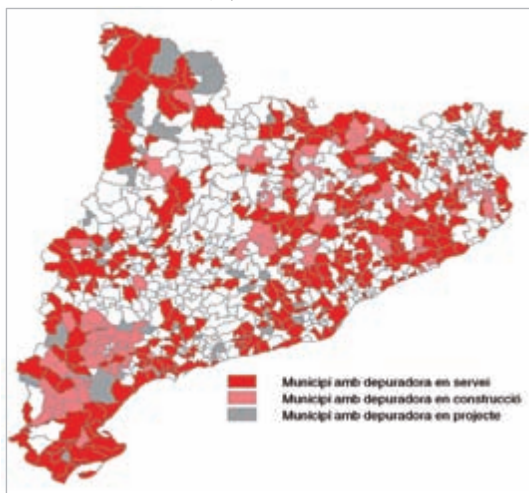 Municipi amb depuradora en servei
Municipi amb depuradora en construcció
Municipi amb depuradora en projecte